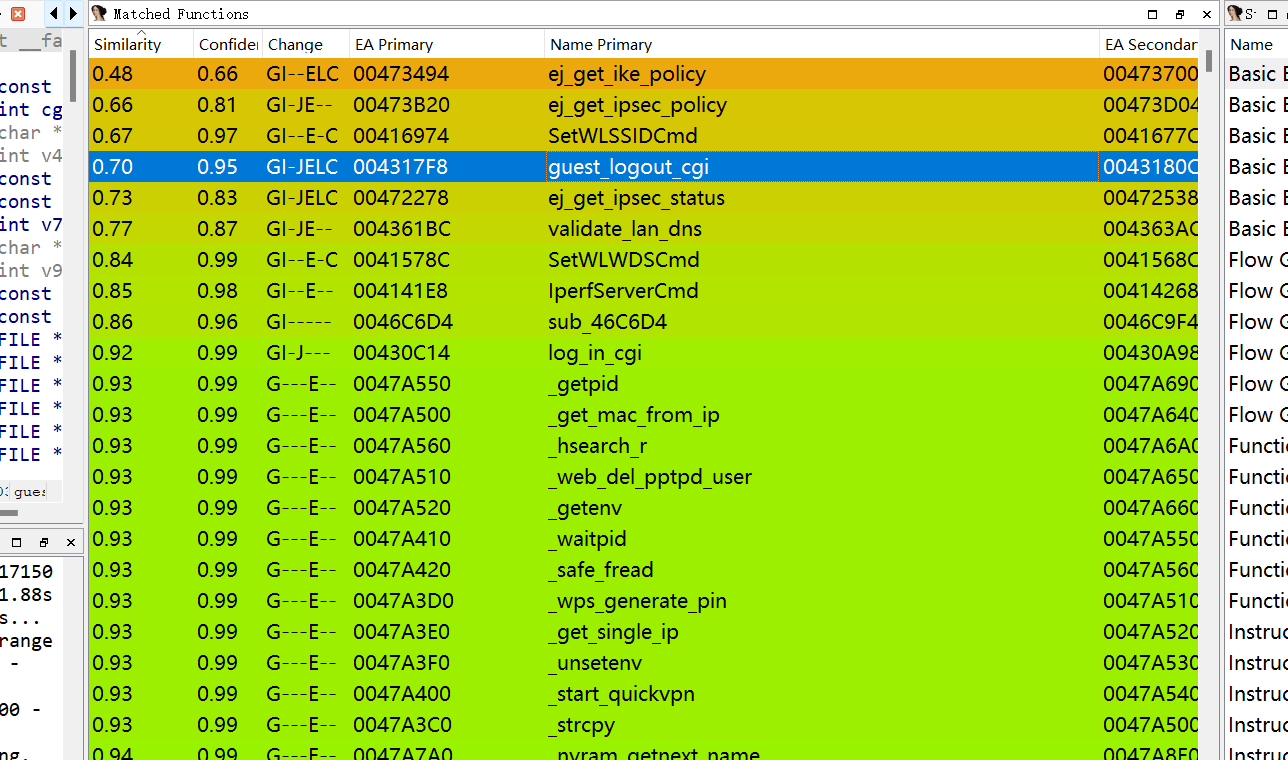 Matched Functions
Similarity Confider Change EA Primary Name Primary EA Secondar Name
0.48 0.66 GI--ELC 00473494 ej_get_ike_policy 00473700 Basic
0.66 0.81 GI-JE-- 00473B20 ej_get_ipsec_policy 00473D04 Basic
0.67 0.97 GI--E-C 00416974 SetWLSSIDCmd 0041677C Basic
0.70 0.95 GI-JELC 004317F8 guest_logout_cgi 0043180C Basic
0.73 0.83 GI-JELC 00472278 ej_get_ipsec_status 00472538 Basic
0.77 0.87 GI-JE-- 004361BC validate_lan_dns 004363AC Basic
0.84 0.99 GI--E-C 0041578C SetWLWDSCmd 0041568C Flow
0.85 0.98 GI--E-- 004141E8 IperfServerCmd 00414268 Flow
0.86 0.96 GI----- 0046C6D4 sub_46C6D4 0046C9F4 Flow
0.92 0.99 GI-J--- 00430C14 log_in_cgi 00430A98 Flow
0.93 0.99 G---E-- 0047A550 _getpid 0047A690 Flow
0.93 0.99 G---E-- 0047A500 _get_mac_from_ip 0047A640 Flow
0.93 0.99 G---E-- 0047A560 _hsearch_r 0047A6A0 Functi
0.93 0.99 G---E-- 0047A510 _web_del_pptpd_user 0047A650 Functi
0.93 0.99 G---E-- 0047A520 _getenv 0047A660 Functi
0.93 0.99 G---E-- 0047A410 _waitpid 0047A550 Functi
0.93 0.99 G---E-- 0047A420 _safe_fread 0047A560 Functi
0.93 0.99 G---E-- 0047A3D0 _wps_generate_pin 0047A510 Functi
0.93 0.99 G---E-- 0047A3E0 _get_single_ip 0047A520 Instruc
0.93 0.99 G---E-- 0047A3F0 _unsetenv 0047A530 Instruc
0.93 0.99 G---E-- 0047A400 _start_quickvpn 0047A540 Instruc
0.93 0.99 G---E-- 0047A3C0 _strcpy 0047A500 Instruc
0.94 0.99 G---E-- 0047A7A0 _nvram_getnext_name 0047A8E0 Instruc
t __fa
const
int cg
char *
int v4
const
const
int v7
char *
int v9
const
const
FILE *
FILE *
FILE *
FILE *
FILE *
FILE *
17150
1.88s
s...
range
-
00 -
ng.